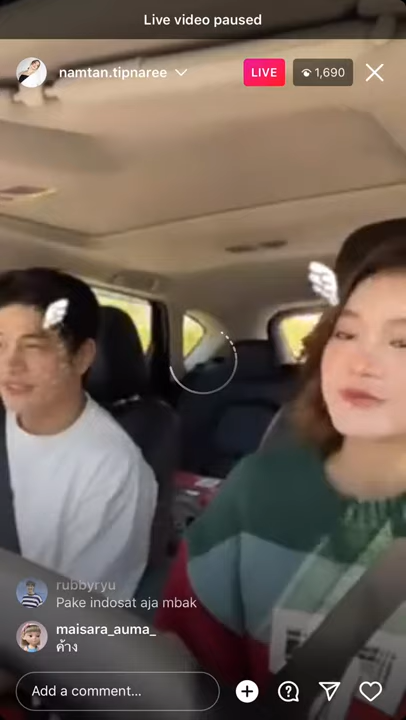 Live video paused
namtan.tipnaree
LIVE
1,690
rubbyryu
Pake indosat aja mbak
maisara_auma_
ค้าง
Add a comment...